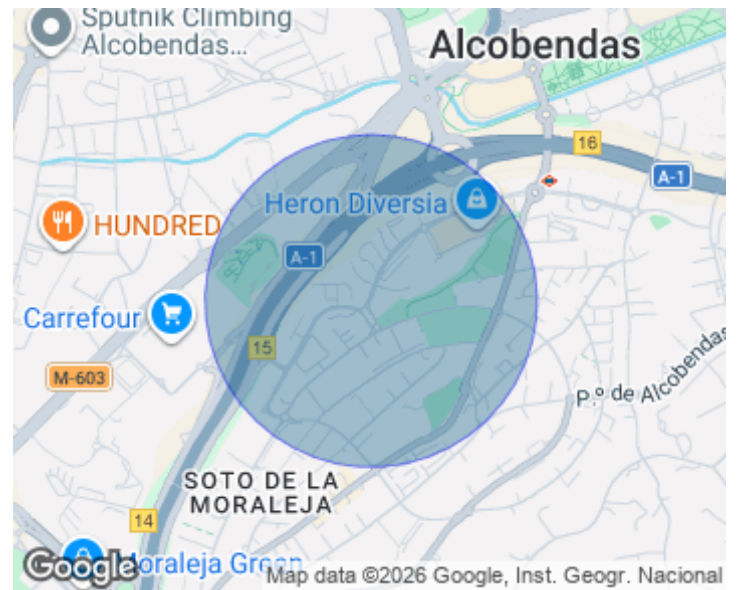 Sputnik Climbing
Alcobendas...
Alcobendas
16
A-1
Heron Diversia
HUNDRED
A-1
Carrefour
15
M-603
P.º de Alcobendas
SOTO DE LA
MORALEJA
14
Moraleja Green
Google
Map data ©2026 Google, Inst. Geogr. Nacional